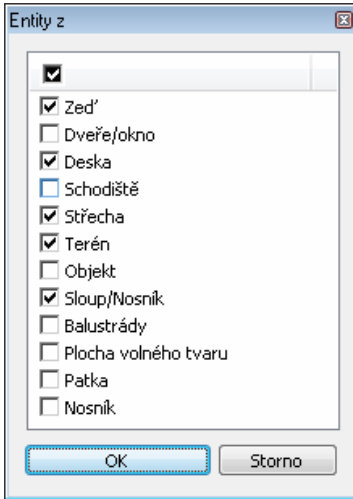 Entity z
Zeď
Dveře/okno
Deska
Schodiště
Střecha
Terén
Objekt
Sloup/Nosník
Balustrády
Plocha volného tvaru
Patka
Nosník
OK Storno